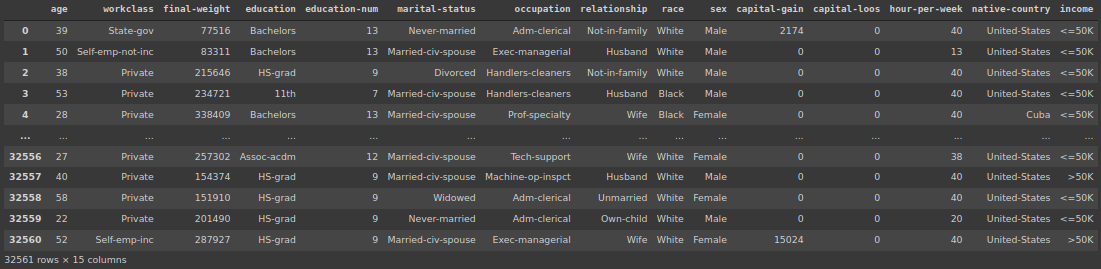 age workclass final-weight education education-num marital-status occupation relationship race sex capital-gain capital-loos hour-per-week native-country income
0 39 State-gov 77516 Bachelors 13 Never-married Adm-clerical Not-in-family White Male 2174 0 40 United-States <=50K
1 50 Self-emp-not-inc 83311 Bachelors 13 Married-civ-spouse Exec-managerial Husband White Male 0 0 13 United-States <=50K
2 38 Private 215646 HS-grad 9 Divorced Handlers-cleaners Not-in-family White Male 0 0 40 United-States <=50K
3 53 Private 234721 11th 7 Married-civ-spouse Handlers-cleaners Husband Black Male 0 0 40 United-States <=50K
4 28 Private 338409 Bachelors 13 Married-civ-spouse Prof-specialty Wife Black Female 0 0 40 Cuba <=50K
... ... ... ... ... ... ... ... ... ... ... ... ... ... ... ...
32556 27 Private 257302 Assoc-acdm 12 Married-civ-spouse Tech-support Wife White Female 0 0 38 United-States <=50K
32557 40 Private 154374 HS-grad 9 Married-civ-spouse Machine-op-inspct Husband White Male 0 0 40 United-States >50K
32558 58 Private 151910 HS-grad 9 Widowed Adm-clerical Unmarried White Female 0 0 40 United-States <=50K
32559 22 Private 201490 HS-grad 9 Never-married Adm-clerical Own-child White Male 0 0 20 United-States <=50K
32560 52 Self-emp-inc 287927 HS-grad 9 Married-civ-spouse Exec-managerial Wife White Female 15024 0 40 United-States >50K
32561 rows × 15 columns